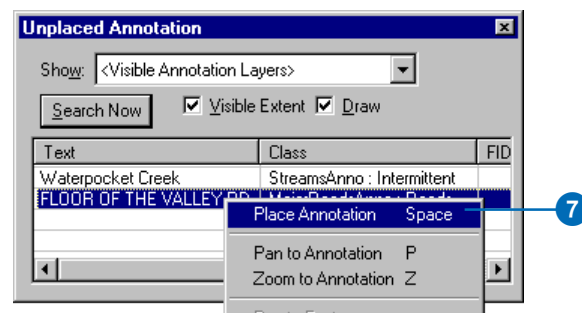 Unplaced Annotation
Show: <Visible Annotation Layers>
Search Now Visible Extent Draw
Text Class FID
Waterpocket Creek StreamsAnno : Intermittent
FLOOR OF THE VALLEY RD
Place Annotation Space 7
Pan to Annotation P
Zoom to Annotation Z